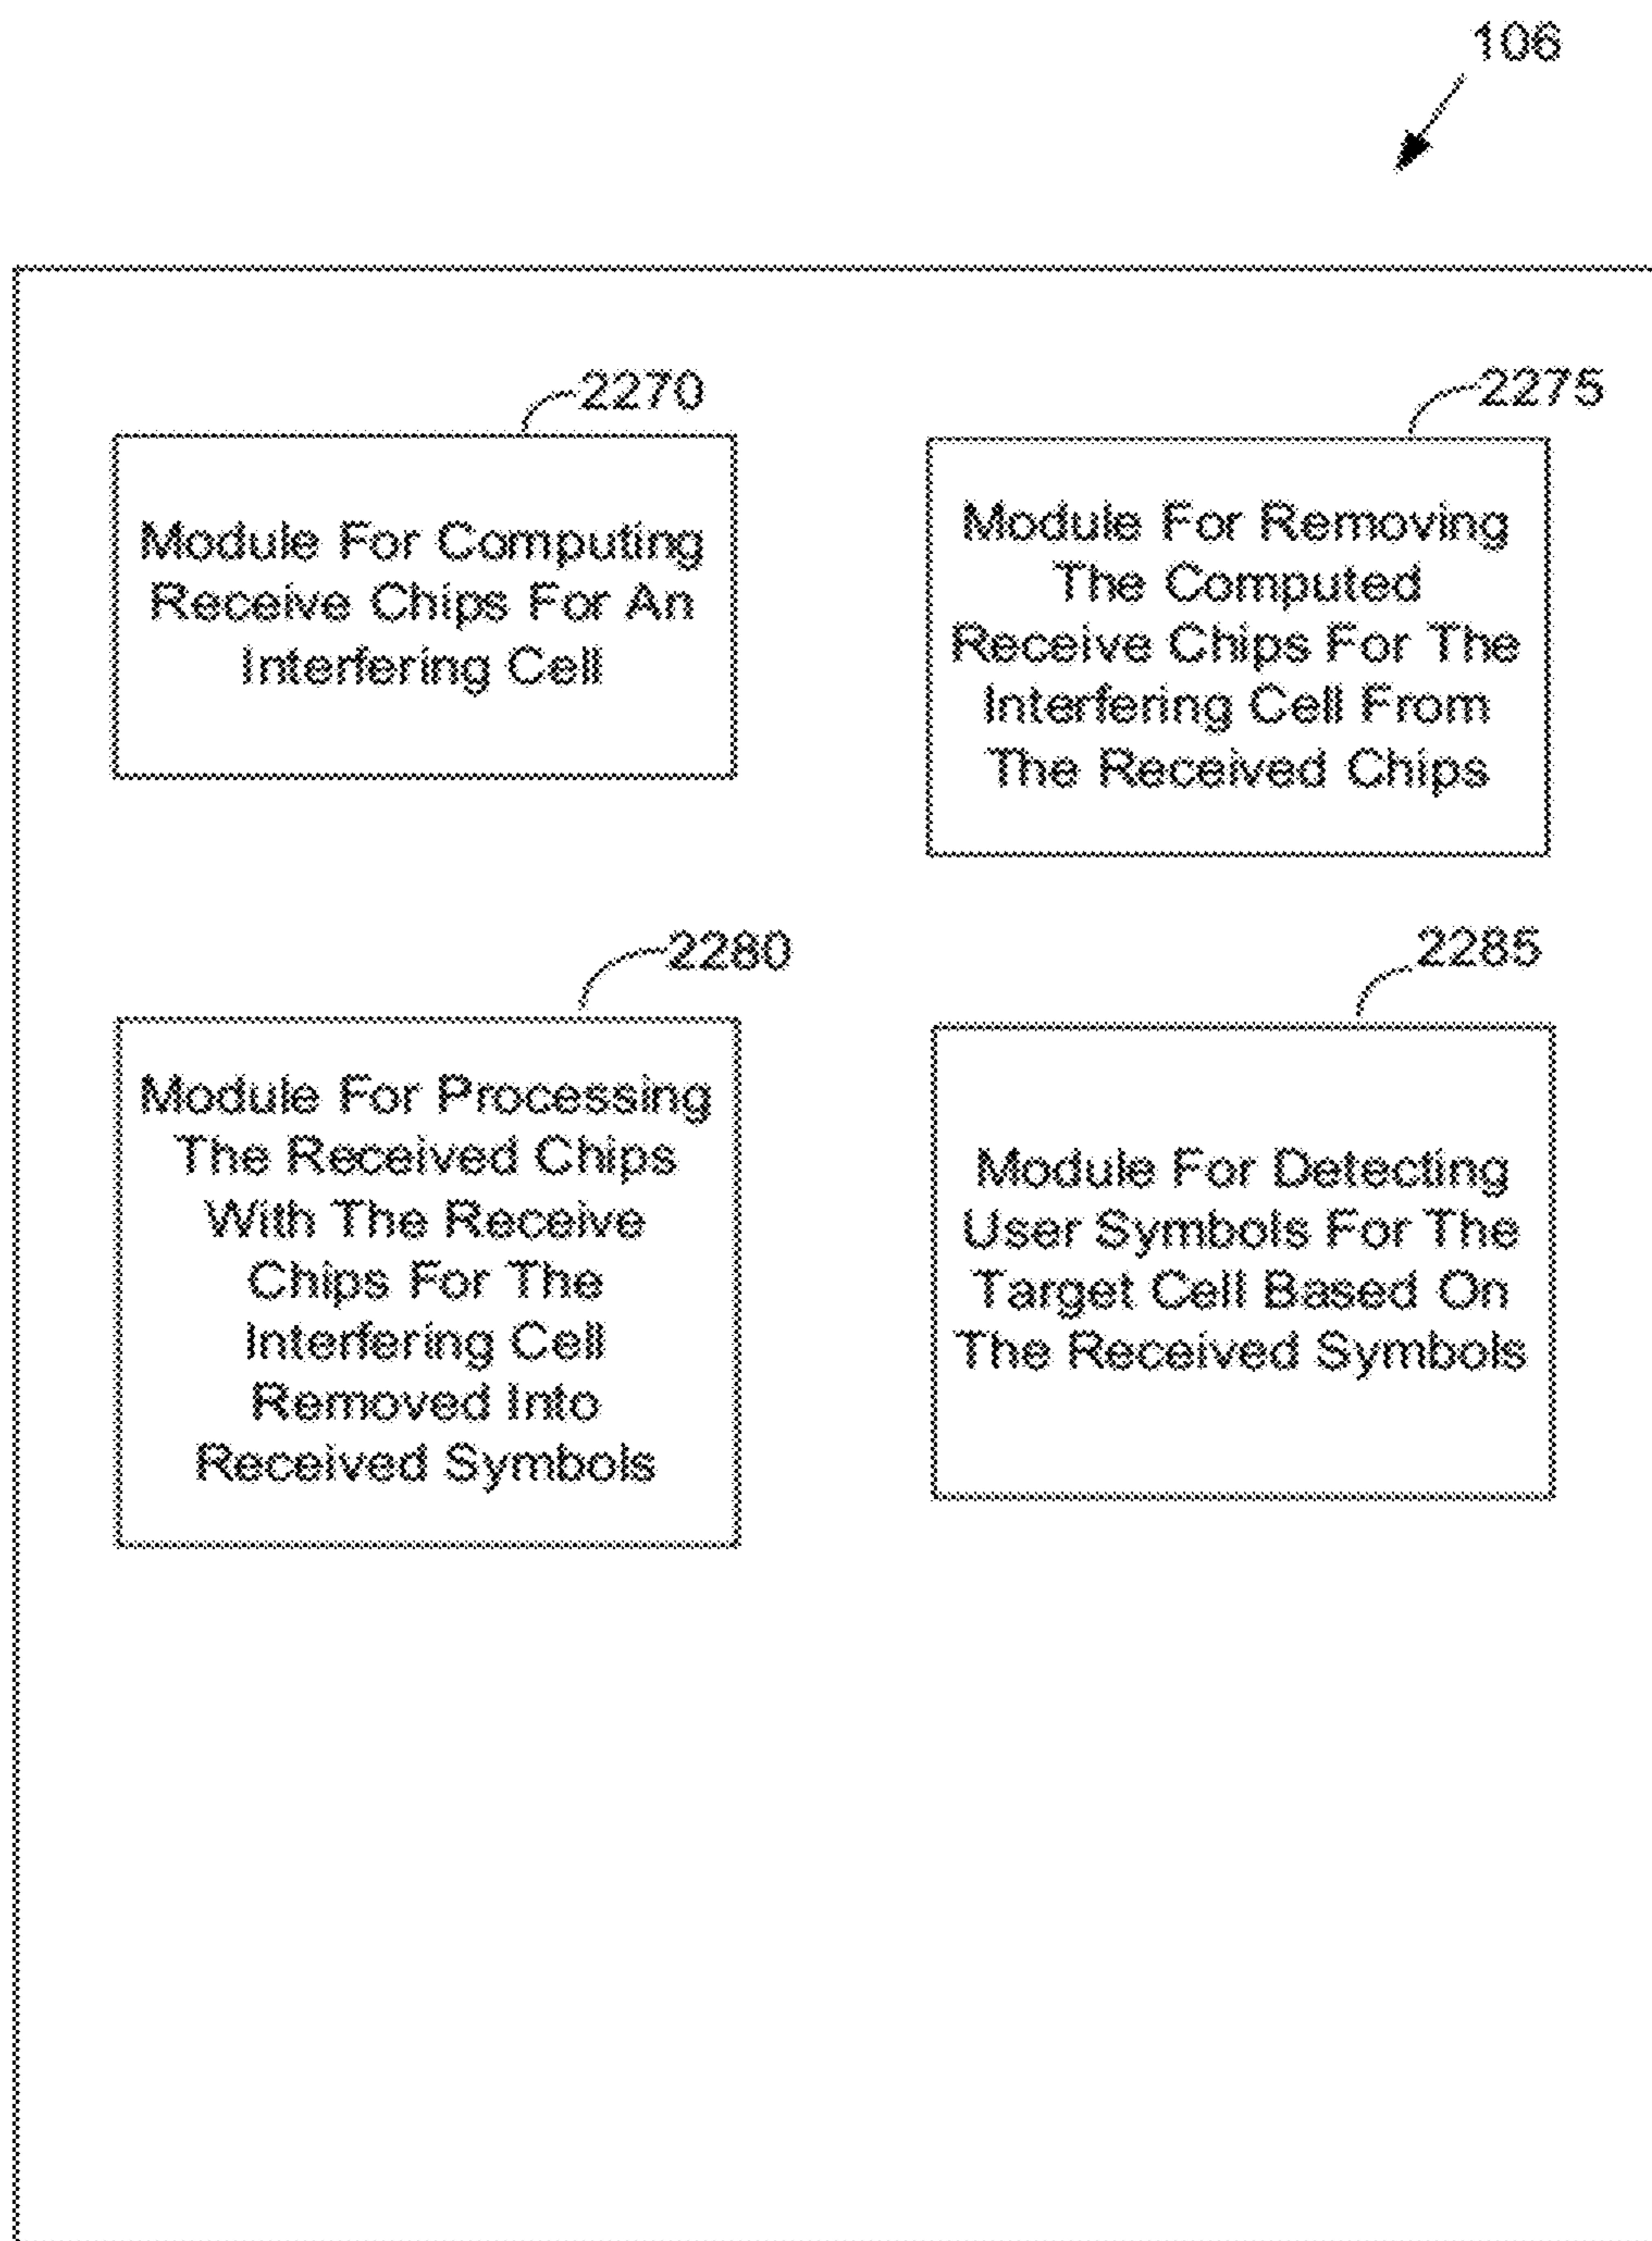 106
2270
Module For Computing
Receive Chips For An
Interfering Cell
2275
Module For Removing
The Computed
Receive Chips For The
Interfering Cell From
The Received Chips
2280
Module For Processing
The Received Chips
With The Receive
Chips For The
Interfering Cell
Removed Into
Received Symbols
2285
Module For Detecting
User Symbols For The
Target Cell Based On
The Received Symbols